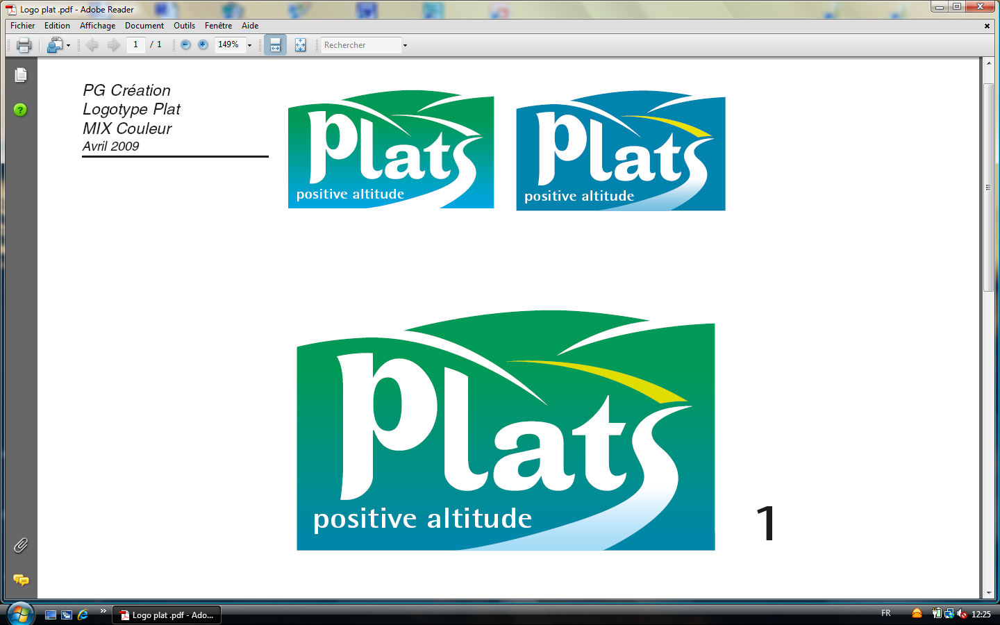 Logo plat .pdf - Adobe Reader
Fichier Edition Affichage Document Outils Fenêtre Aide
1 / 1 149% Rechercher
PG Création
Logotype Plat
MIX Couleur
Avril 2009
Plats
positive altitude
Plats
positive altitude
Plats
positive altitude
1
Logo plat .pdf - Ado...
FR
12:25